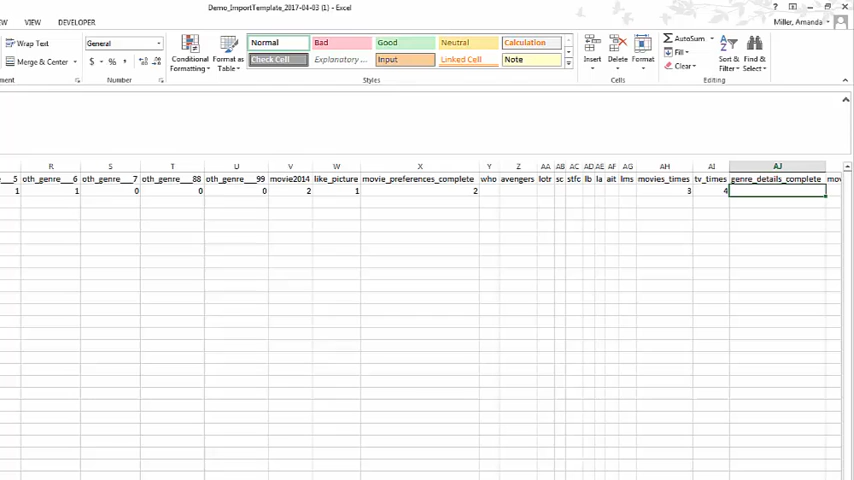 Demo_ImportTemplate_2017-04-03 (1) - Excel
VIEW DEVELOPER Miller, Amanda
Wrap Text General Normal Bad Good Neutral Calculation AutoSum
Merge & Center $ % , Conditional Formatting Format as Table Check Cell Explanatory ... Input Linked Cell Note Insert Delete Format Fill Clear Sort & Filter Find & Select
Number Styles Cells Editing
R S T U V W X Y Z AA AB AC AD AE AF AG AH AI AJ
oth_genre___6 oth_genre___7 oth_genre___88 oth_genre___99 movie2014 like_picture movie_preferences_complete who avengers lotr sc stfc lb la ait lms movies_times tv_times genre_details_complete
1 1 0 0 0 2 1 2 3 4